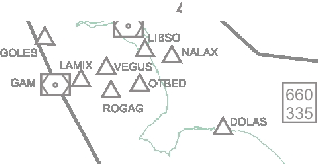 LIBSO
GOLES
NALAX
LAMIX
VEGUS
GAM
OTBED
ROGAG
660
335
DOLAS